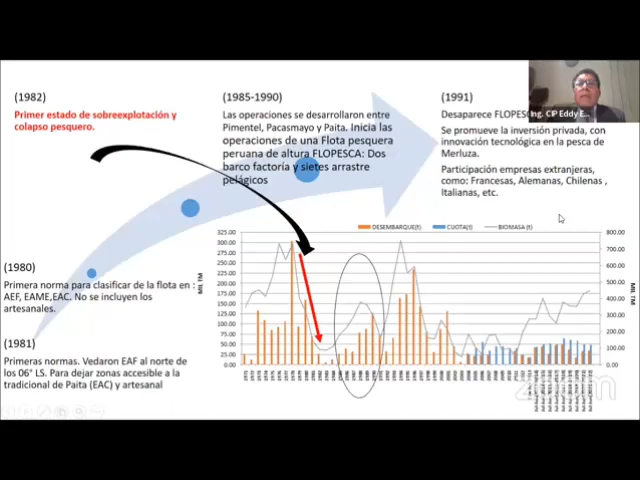 (1982)
Primer estado de sobreexplotación y
colapso pesquero.
(1985-1990)
Las operaciones se desarrollaron entre
Pimentel, Pacasmayo y Paita. Inicia las
operaciones de una Flota pesquera
peruana de altura FLOPESCA: Dos
barco factoría y sietes arrastre
pelágicos
(1991)
Desaparece FLOPESC
Se promueve la inversión privada, con
innovación tecnológica en la pesca de
Merluza.
Participación empresas extranjeras,
como: Francesas, Alemanas, Chilenas ,
Italianas, etc.
Ing. CIP Eddy E...
(1980)
Primera norma para clasificar de la flota en :
AEF, EAME,EAC. No se incluyen los
artesanales.
(1981)
Primeras normas. Vedaron EAF al norte de
los 06° LS. Para dejar zonas accesible a la
tradicional de Paita (EAC) y artesanal
DESEMBARQUE(t) CUOTA(t) BIOMASA (t)
MIL TM
325.00
300.00
275.00
250.00
225.00
200.00
175.00
150.00
125.00
100.00
75.00
50.00
25.00
0.00
800.00
700.00
600.00
500.00
400.00
300.00
200.00
100.00
0.00
MIL TM
zoom